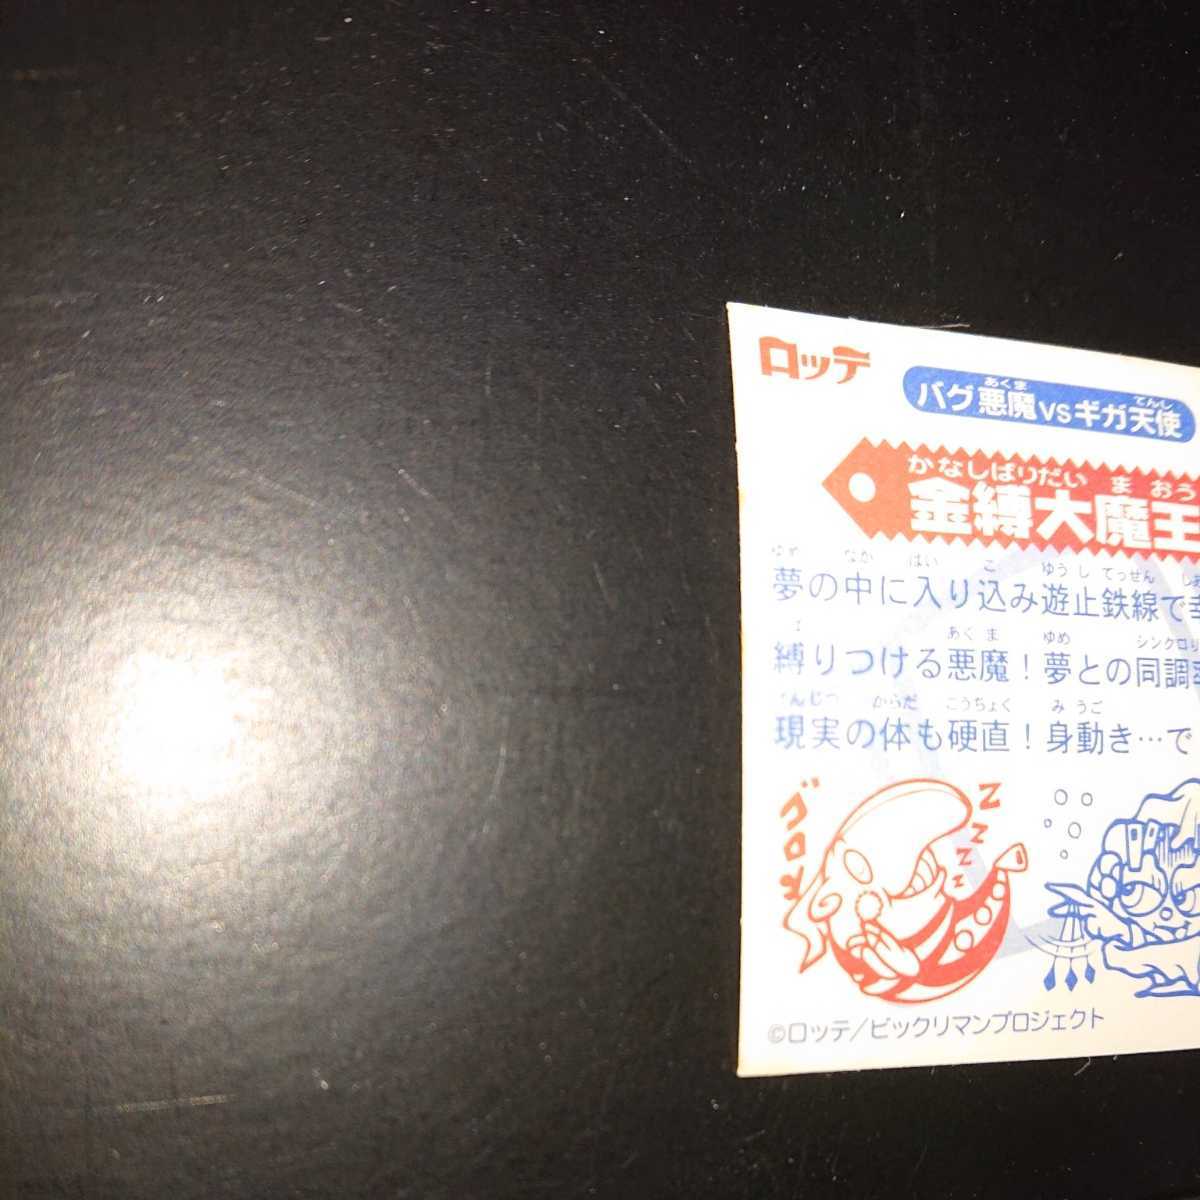 ロッテ
あくま てんし
バグ悪魔VSギガ天使
かなしばりだい ま おう
金縛大魔王
ゆめ なか はい こ ゆうし てっせん
夢の中に入り込み遊止鉄線で
縛りつける悪魔！夢との同調率
あくま ゆめ シンクロり
からだ こうちょく み うご
現実の体も硬直！身動き…で
Z Z Z Z
©ロッテ/ビックリマンプロジェクト